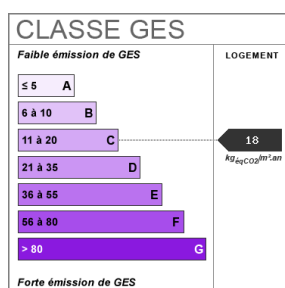 CLASSE GES
Faible émission de GES
LOGEMENT
≤ 5 A
6 à 10 B
11 à 20 C
18
kgéqCO2/m².an
21 à 35 D
36 à 55 E
56 à 80 F
> 80 G
Forte émission de GES